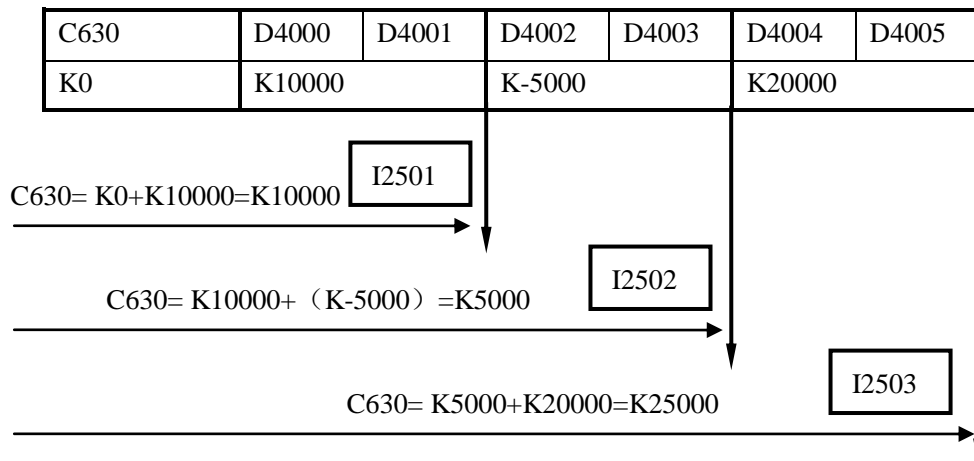 C630 D4000 D4001 D4002 D4003 D4004 D4005
K0 K10000 K-5000 K20000
I2501
C630= K0+K10000=K10000
I2502
C630= K10000+（K-5000）=K5000
I2503
C630= K5000+K20000=K25000